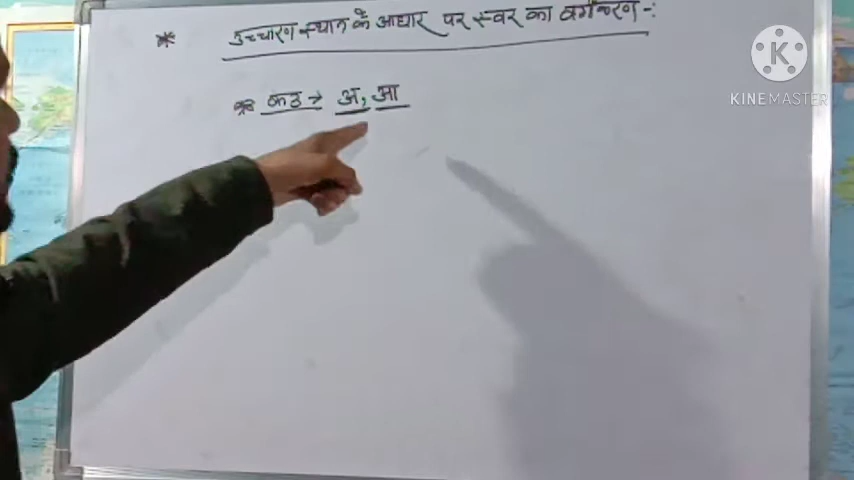 * उच्चारण स्थान के आधार पर स्वर का वर्गीकरण -:
कंठ → अ, आ
K
KINEMASTER